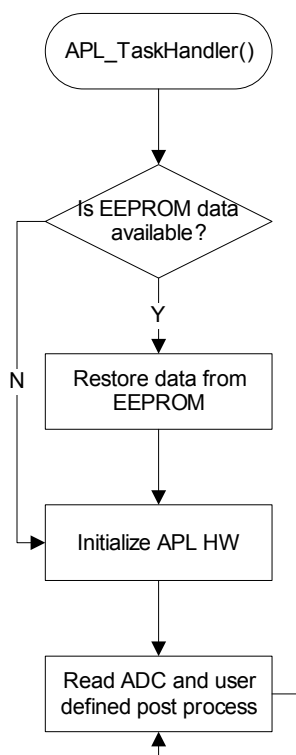 APL_TaskHandler()
Is EEPROM data
available?
Y
N
Restore data from
EEPROM
Initialize APL HW
Read ADC and user
defined post process